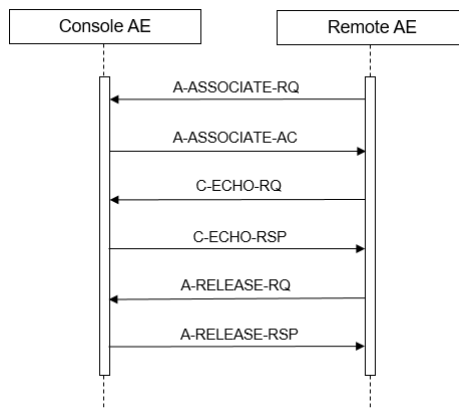 Console AE
Remote AE
A-ASSOCIATE-RQ
A-ASSOCIATE-AC
C-ECHO-RQ
C-ECHO-RSP
A-RELEASE-RQ
A-RELEASE-RSP